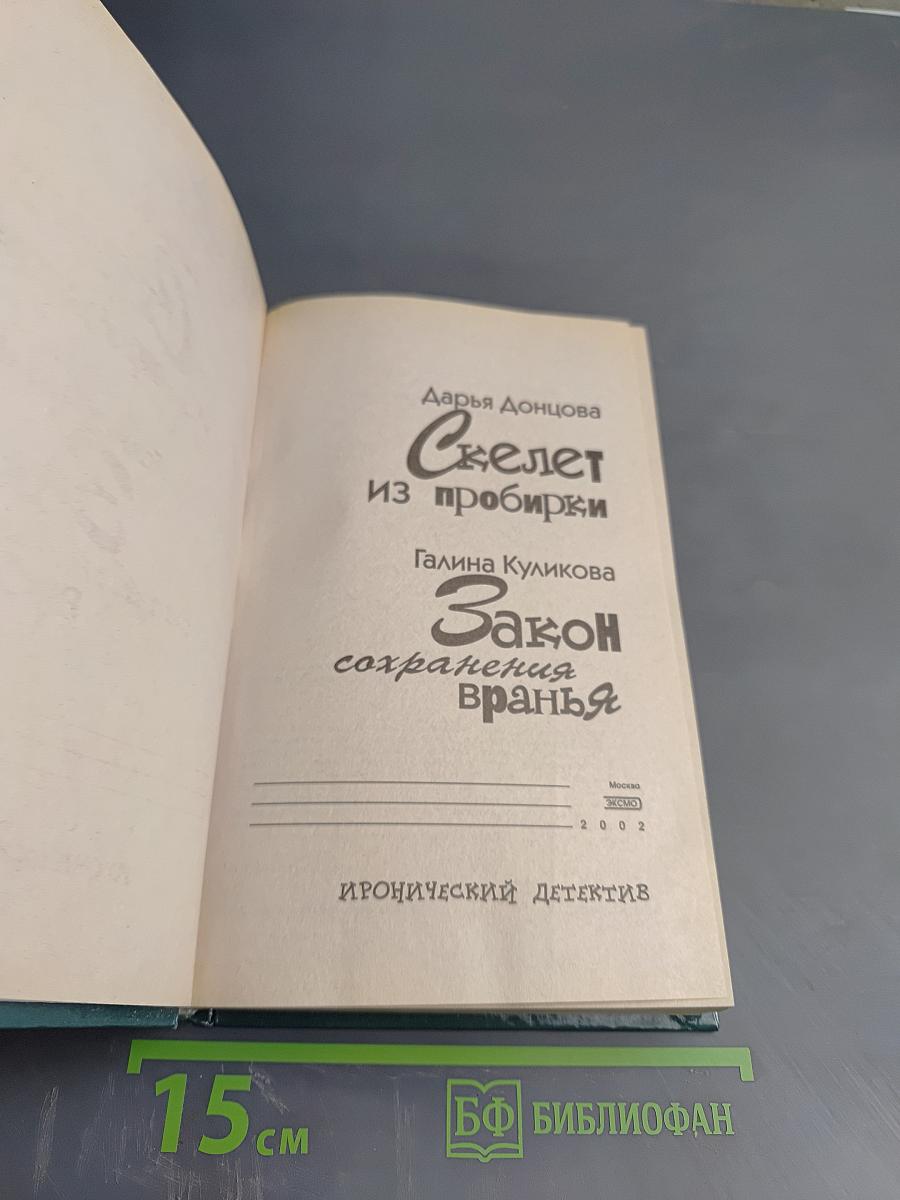 Дарья Донцова
Скелет
из пробирки
Галина Куликова
Закон
сохранения
вранья
Москва
ЭКСМО
2002
ИРОНИЧЕСКИЙ ДЕТЕКТИВ
15 см
БФ БИБЛИОФАН